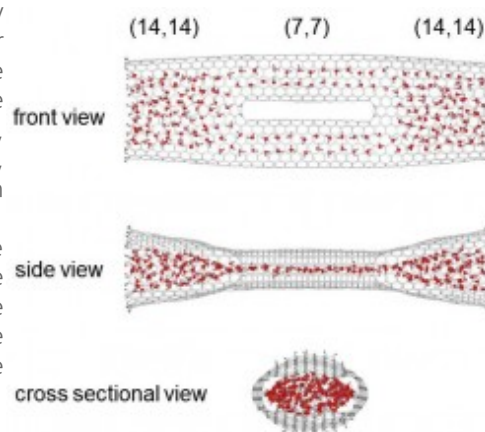 (14,14) (7,7) (14,14)
front view
side view
cross sectional view